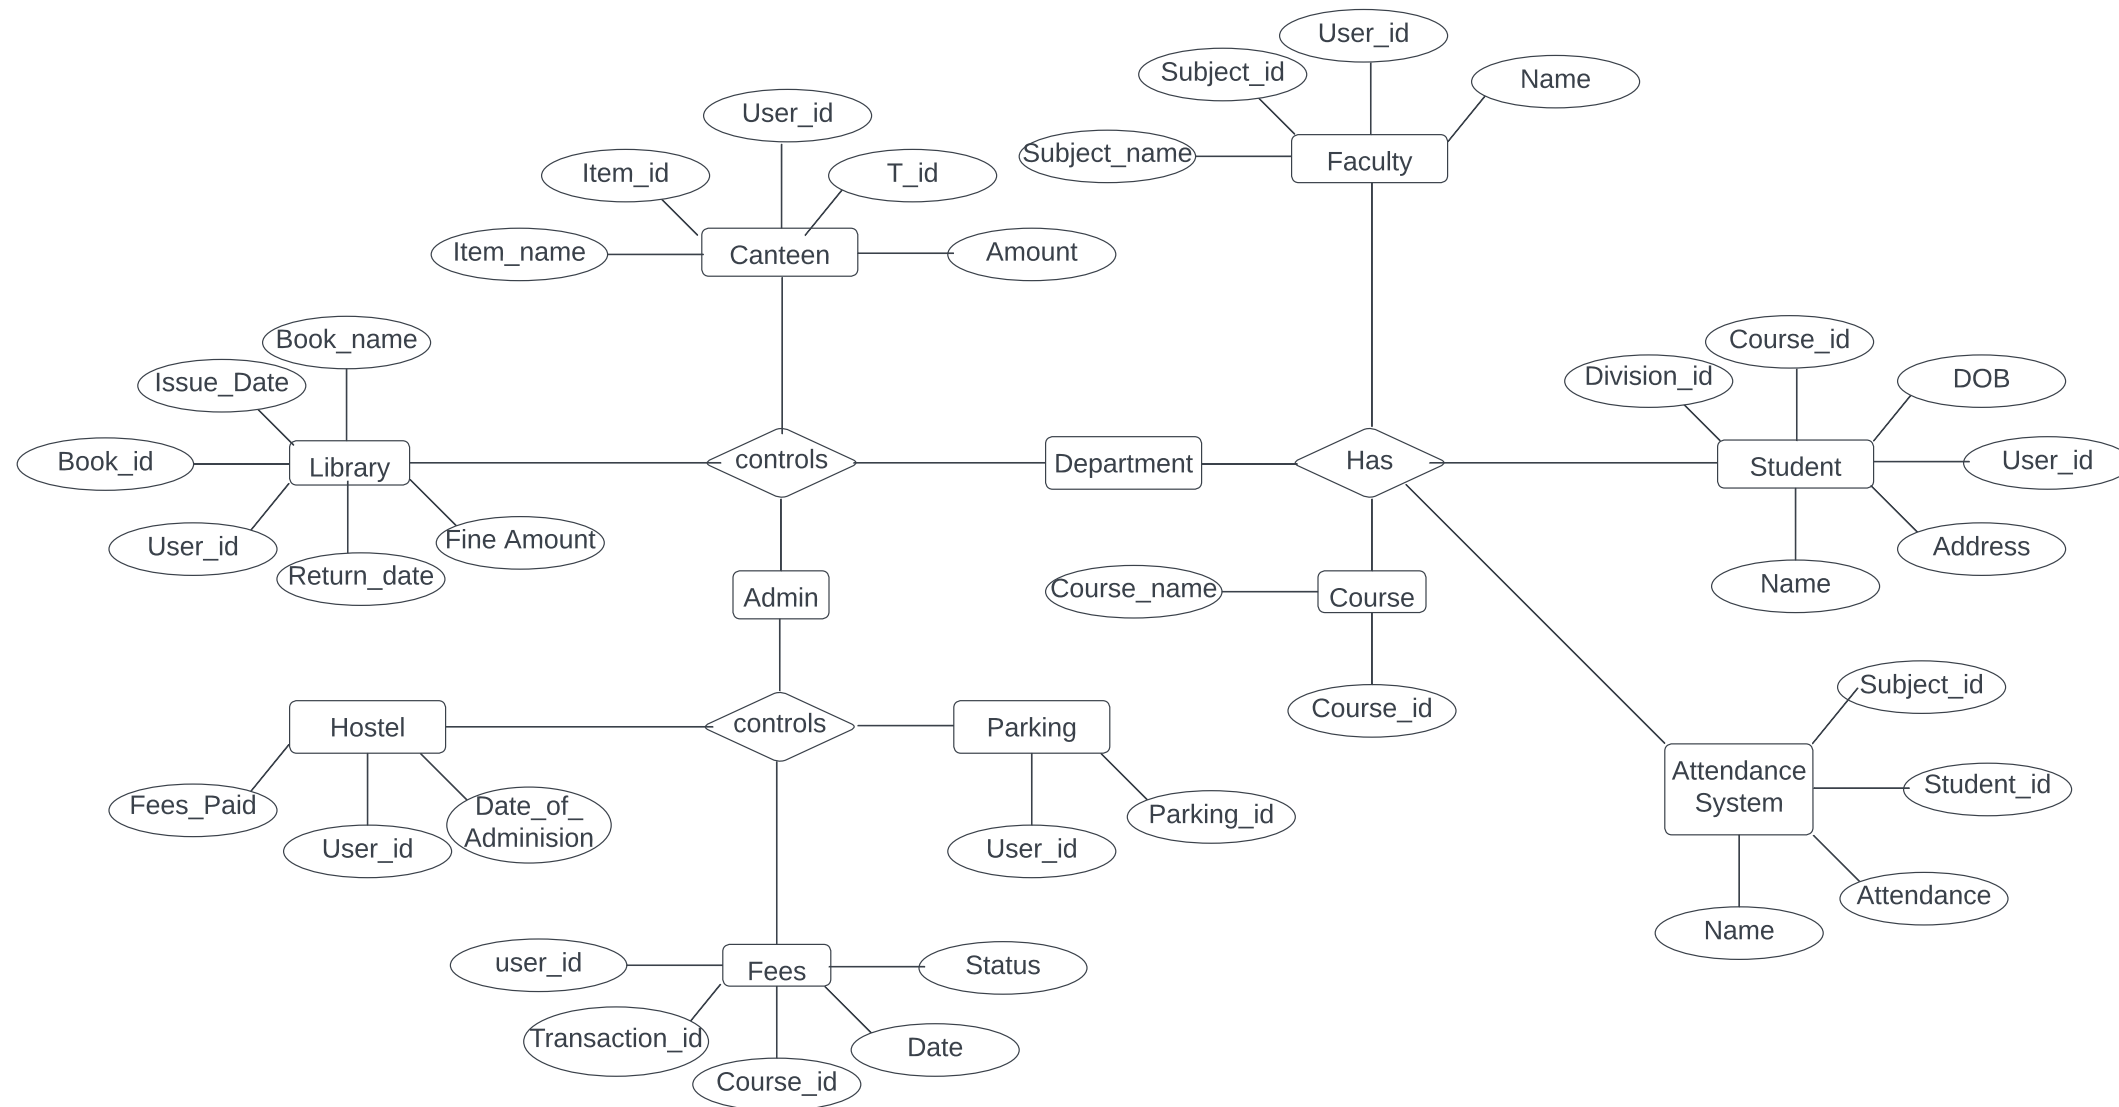 User_id
Subject_id
Name
User_id
Subject_name
Faculty
Item_id
T_id
Item_name
Canteen
Amount
Book_name
Course_id
Issue_Date
Division_id
DOB
Book_id
Library
controls
Department
Has
Student
User_id
User_id
Fine Amount
Return_date
Address
Name
Admin
Course_name
Course
Subject_id
Course_id
Hostel
controls
Parking
Attendance
System
Student_id
Fees_Paid
Date_of_
Adminision
User_id
Parking_id
User_id
Attendance
Name
user_id
Fees
Status
Transaction_id
Date
Course_id